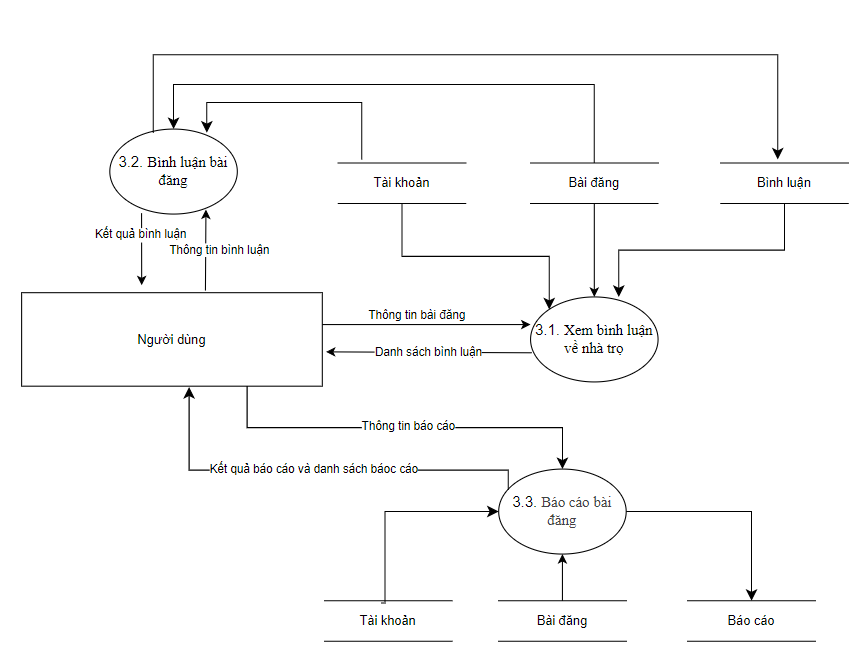 3.2. Bình luận bài
đăng
Tài khoản
Bài đăng
Bình luận
Kết quả bình luận
Thông tin bình luận
Người dùng
Thông tin bài đăng
Danh sách bình luận
3.1. Xem bình luận
về nhà trọ
Thông tin báo cáo
Kết quả báo cáo và danh sách báoc cáo
3.3. Báo cáo bài
đăng
Tài khoản
Bài đăng
Báo cáo